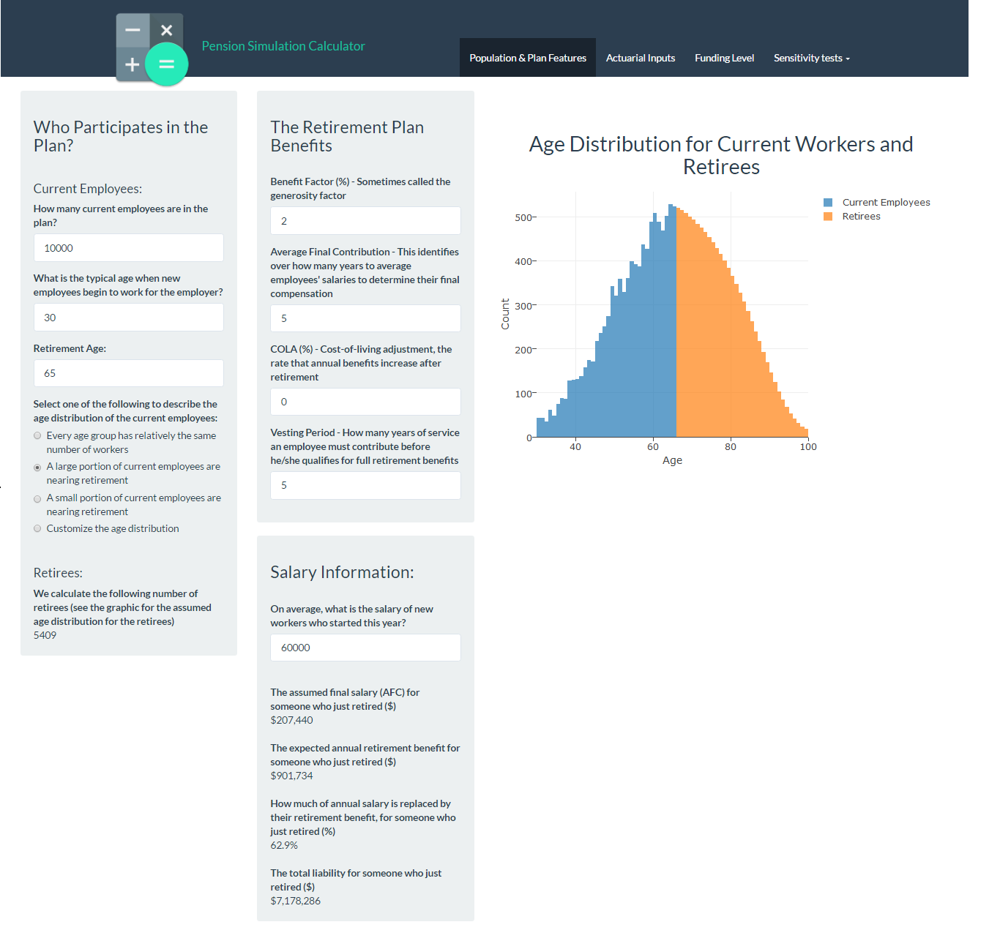 Pension Simulation Calculator
Population & Plan Features
Actuarial Inputs
Funding Level
Sensitivity tests
Who Participates in the
Plan?
Current Employees:
How many current employees are in the
plan?
10000
What is the typical age when new
employees begin to work for the employer?
30
Retirement Age:
65
Select one of the following to describe the
age distribution of the current employees:
Every age group has relatively the same
number of workers
A large portion of current employees are
nearing retirement
A small portion of current employees are
nearing retirement
Customize the age distribution
Retirees:
We calculate the following number of
retirees (see the graphic for the assumed
age distribution for the retirees)
5409
The Retirement Plan
Benefits
Benefit Factor (%) - Sometimes called the
generosity factor
2
Average Final Contribution - This identifies
over how many years to average
employees' salaries to determine their final
compensation
5
COLA (%) - Cost-of-living adjustment, the
rate that annual benefits increase after
retirement
0
Vesting Period - How many years of service
an employee must contribute before
he/she qualifies for full retirement benefits
5
Salary Information:
On average, what is the salary of new
workers who started this year?
60000
The assumed final salary (AFC) for
someone who just retired ($)
$207,440
The expected annual retirement benefit for
someone who just retired ($)
$901,734
How much of annual salary is replaced by
their retirement benefit, for someone who
just retired (%)
62.9%
The total liability for someone who just
retired ($)
$7,178,286
Age Distribution for Current Workers and
Retirees
Current Employees
Retirees
500
400
300
200
100
0
Count
40 60 80 100
Age